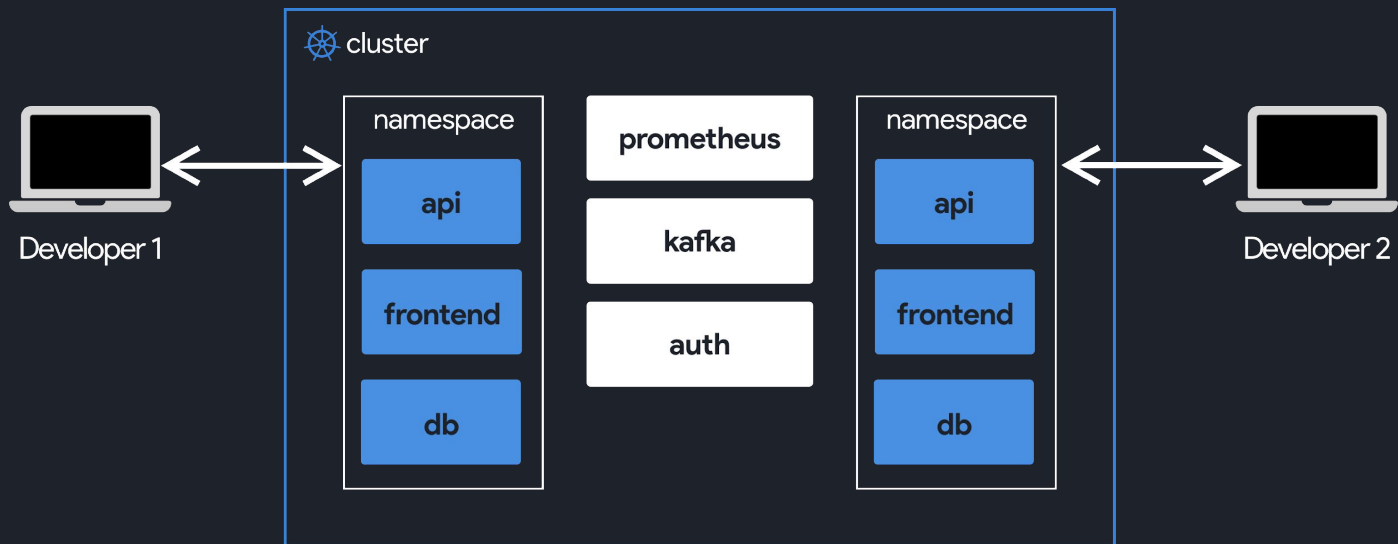 cluster
Developer 1
namespace
api
frontend
db
prometheus
kafka
auth
namespace
api
frontend
db
Developer 2